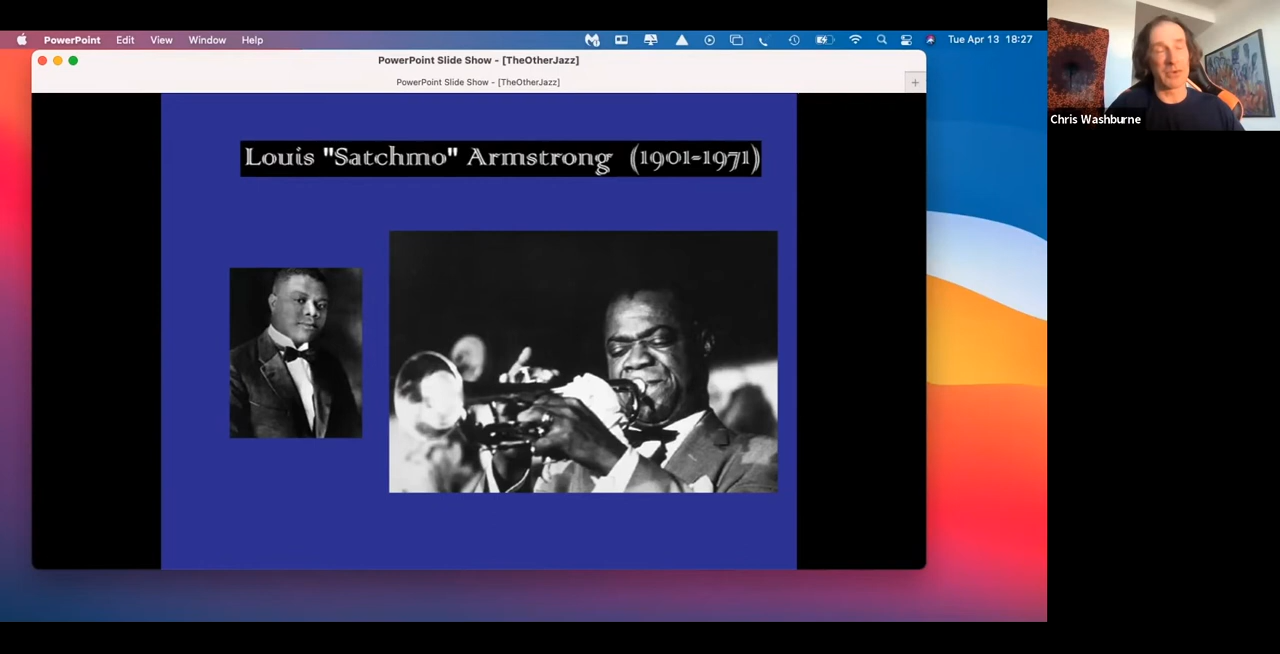 PowerPoint Edit View Window Help Tue Apr 13 18:27
PowerPoint Slide Show - [TheOtherJazz]
PowerPoint Slide Show - [TheOtherJazz]
Louis "Satchmo" Armstrong (1901-1971)
Chris Washburne